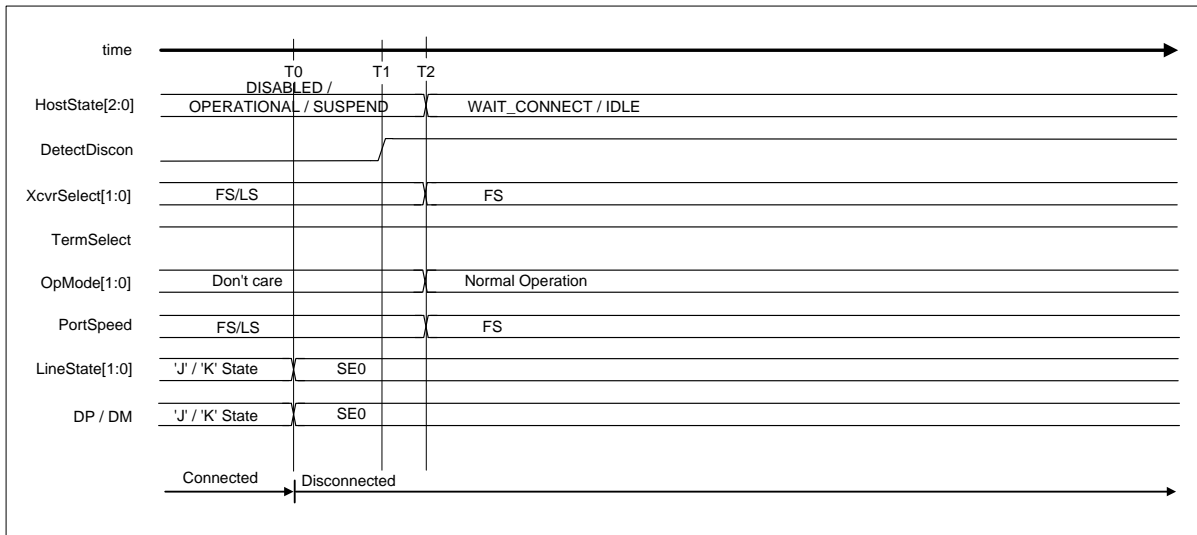 time
T0 T1 T2
DISABLED /
HostState[2:0] OPERATIONAL / SUSPEND WAIT_CONNECT / IDLE
DetectDiscon
XcvrSelect[1:0] FS/LS FS
TermSelect
OpMode[1:0] Don't care Normal Operation
PortSpeed FS/LS FS
LineState[1:0] 'J' / 'K' State SE0
DP / DM 'J' / 'K' State SE0
Connected Disconnected